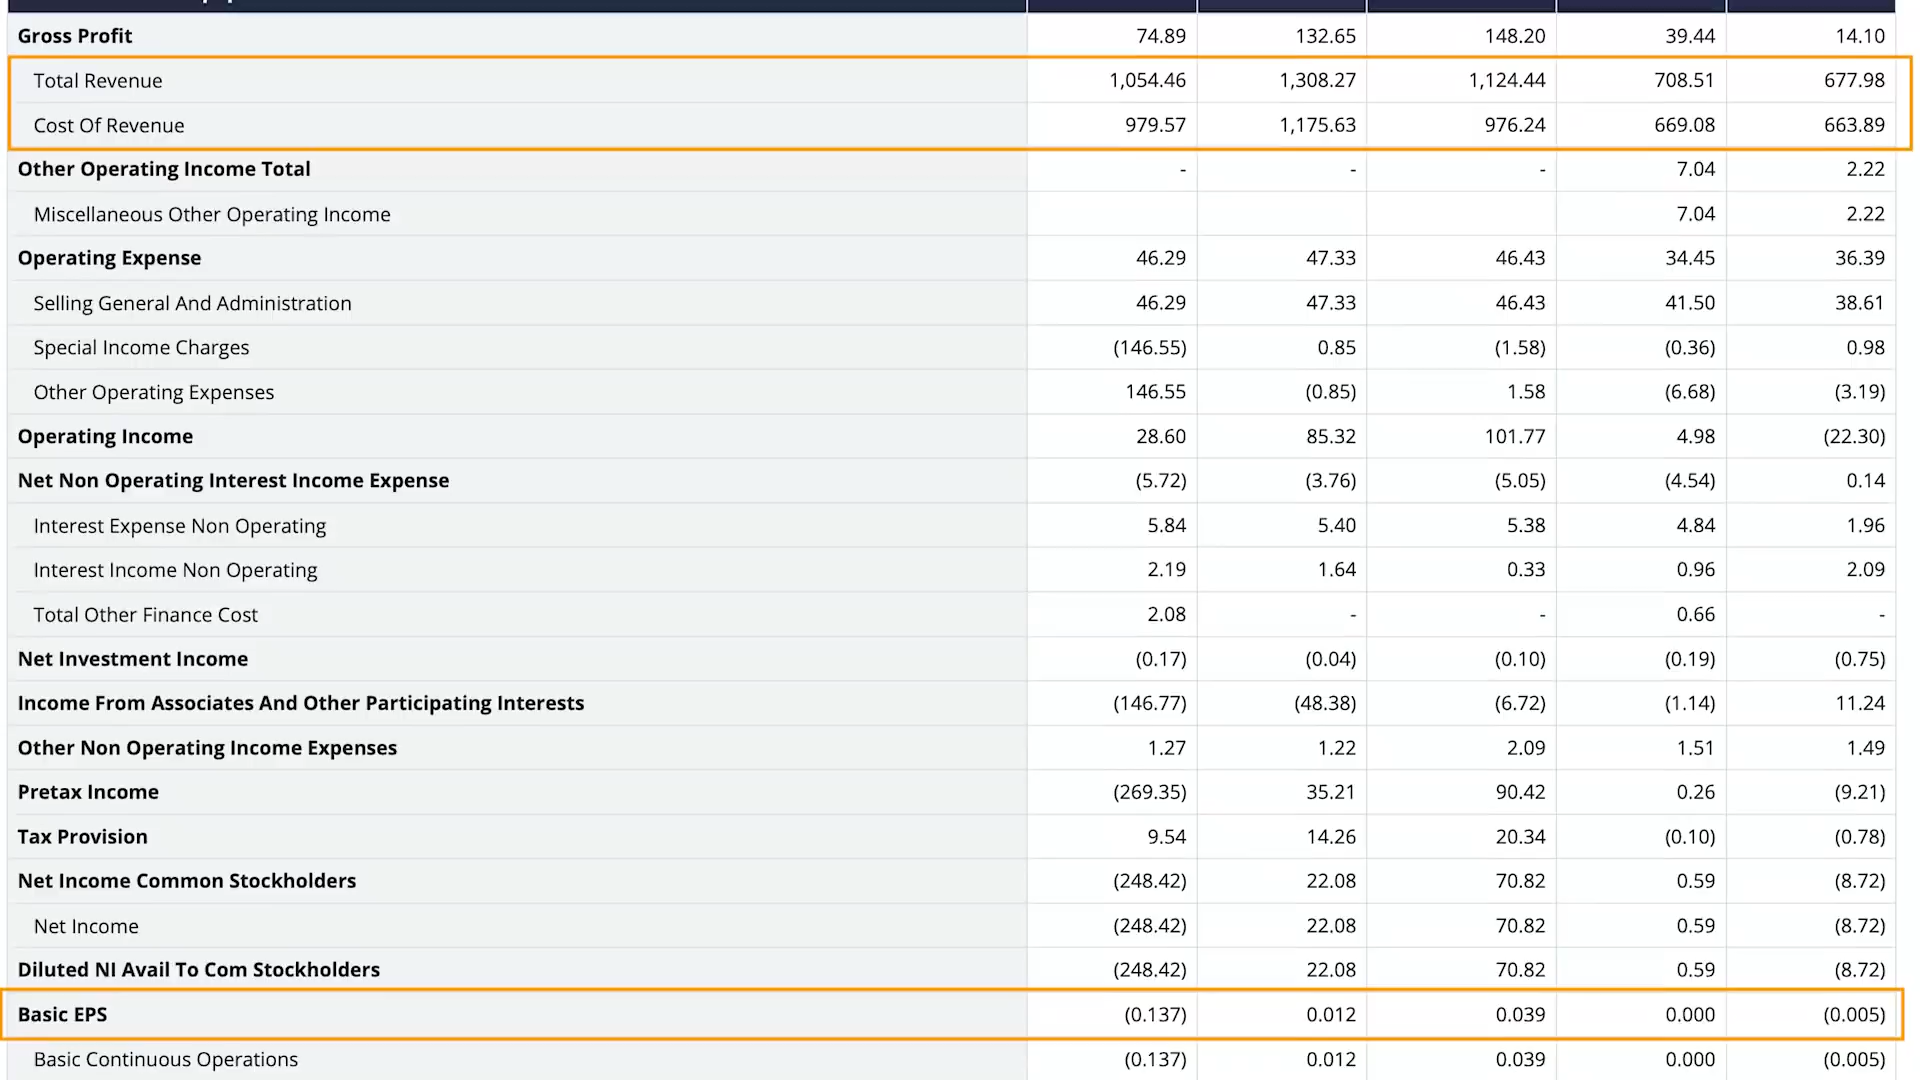 Gross Profit 74.89 132.65 148.20 39.44 14.10
Total Revenue 1,054.46 1,308.27 1,124.44 708.51 677.98
Cost Of Revenue 979.57 1,175.63 976.24 669.08 663.89
Other Operating Income Total - - - 7.04 2.22
Miscellaneous Other Operating Income 7.04 2.22
Operating Expense 46.29 47.33 46.43 34.45 36.39
Selling General And Administration 46.29 47.33 46.43 41.50 38.61
Special Income Charges (146.55) 0.85 (1.58) (0.36) 0.98
Other Operating Expenses 146.55 (0.85) 1.58 (6.68) (3.19)
Operating Income 28.60 85.32 101.77 4.98 (22.30)
Net Non Operating Interest Income Expense (5.72) (3.76) (5.05) (4.54) 0.14
Interest Expense Non Operating 5.84 5.40 5.38 4.84 1.96
Interest Income Non Operating 2.19 1.64 0.33 0.96 2.09
Total Other Finance Cost 2.08 - - 0.66 -
Net Investment Income (0.17) (0.04) (0.10) (0.19) (0.75)
Income From Associates And Other Participating Interests (146.77) (48.38) (6.72) (1.14) 11.24
Other Non Operating Income Expenses 1.27 1.22 2.09 1.51 1.49
Pretax Income (269.35) 35.21 90.42 0.26 (9.21)
Tax Provision 9.54 14.26 20.34 (0.10) (0.78)
Net Income Common Stockholders (248.42) 22.08 70.82 0.59 (8.72)
Net Income (248.42) 22.08 70.82 0.59 (8.72)
Diluted NI Avail To Com Stockholders (248.42) 22.08 70.82 0.59 (8.72)
Basic EPS (0.137) 0.012 0.039 0.000 (0.005)
Basic Continuous Operations (0.137) 0.012 0.039 0.000 (0.005)